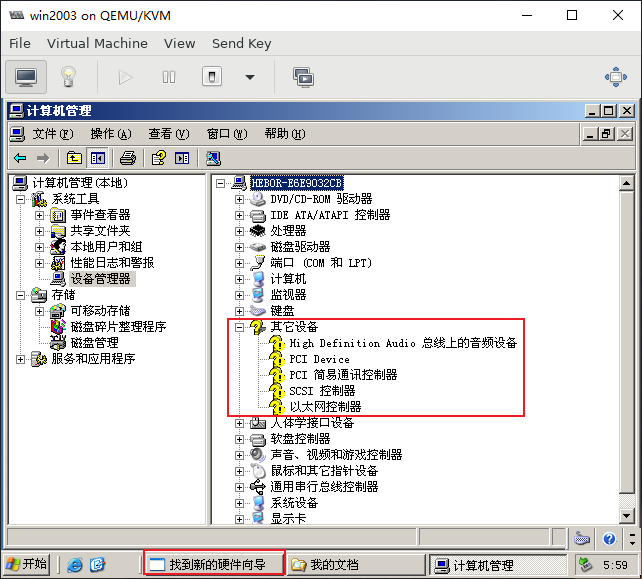 win2003 on QEMU/KVM
File Virtual Machine View Send Key
计算机管理
文件(F) 操作(A) 查看(V) 窗口(W) 帮助(H)
计算机管理(本地)
系统工具
事件查看器
共享文件夹
本地用户和组
性能日志和警报
设备管理器
存储
可移动存储
磁盘碎片整理程序
磁盘管理
服务和应用程序
HEBOR-E6E9032CB
DVD/CD-ROM 驱动器
IDE ATA/ATAPI 控制器
处理器
磁盘驱动器
端口 (COM 和 LPT)
计算机
监视器
键盘
其它设备
High Definition Audio 总线上的音频设备
PCI Device
PCI 简易通讯控制器
SCSI 控制器
以太网控制器
人体学接口设备
软盘控制器
声音、视频和游戏控制器
鼠标和其它指针设备
通用串行总线控制器
系统设备
显示卡
开始 找到新的硬件向导 我的文档 计算机管理 5:59